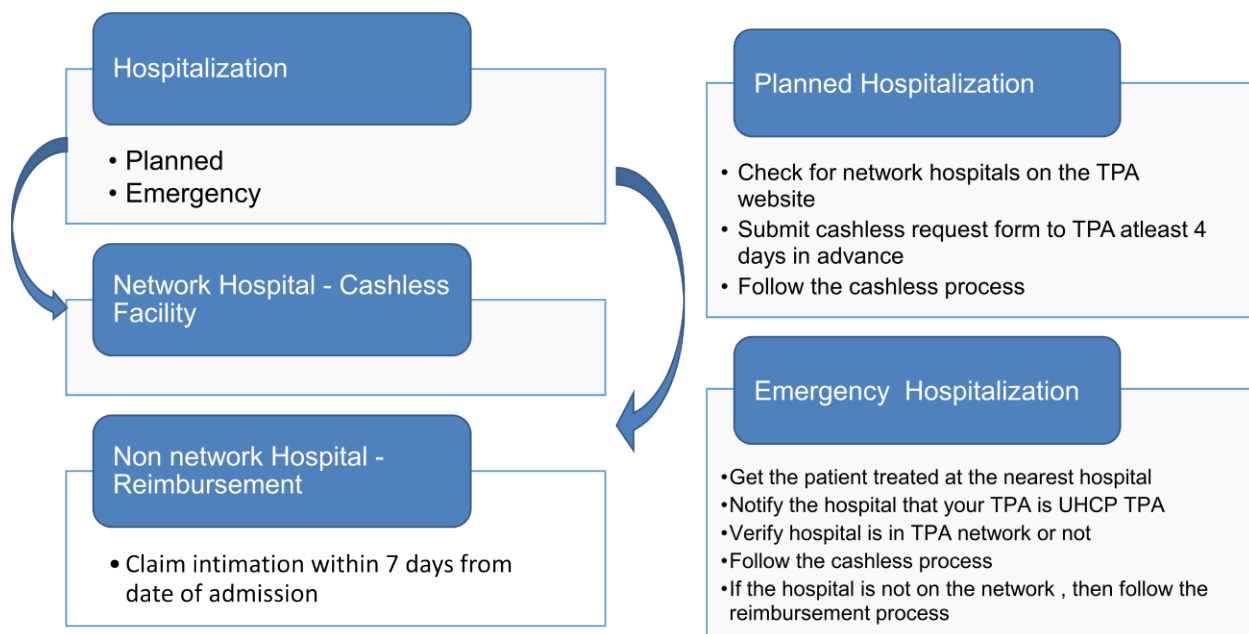 Hospitalization
• Planned
• Emergency
Network Hospital - Cashless
Facility
Non network Hospital -
Reimbursement
• Claim intimation within 7 days from
date of admission
Planned Hospitalization
• Check for network hospitals on the TPA
website
• Submit cashless request form to TPA atleast 4
days in advance
• Follow the cashless process
Emergency  Hospitalization
•Get the patient treated at the nearest hospital
•Notify the hospital that your TPA is UHCP TPA
•Verify hospital is in TPA network or not
•Follow the cashless process
•If the hospital is not on the network , then follow the
reimbursement process